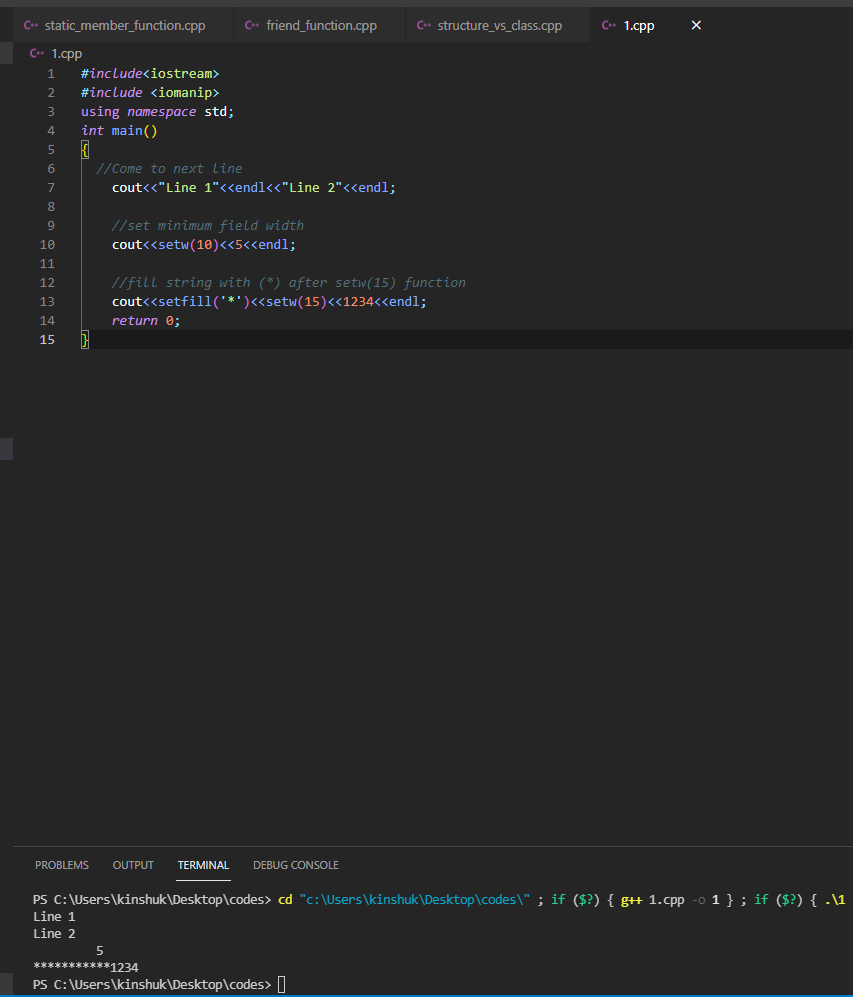 static_member_function.cpp friend_function.cpp structure_vs_class.cpp 1.cpp
1.cpp
1 #include<iostream>
2 #include <iomanip>
3 using namespace std;
4 int main()
5 {
6 //Come to next line
7 cout<<"Line 1"<<endl<<"Line 2"<<endl;
8
9 //set minimum field width
10 cout<<setw(10)<<5<<endl;
11
12 //fill string with (*) after setw(15) function
13 cout<<setfill('*')<<setw(15)<<1234<<endl;
14 return 0;
15 }
PROBLEMS OUTPUT TERMINAL DEBUG CONSOLE
PS C:\Users\kinshuk\Desktop\codes> cd "c:\Users\kinshuk\Desktop\codes\" ; if ($?) { g++ 1.cpp -o 1 } ; if ($?) { .\1
Line 1
Line 2
         5
***********1234
PS C:\Users\kinshuk\Desktop\codes>